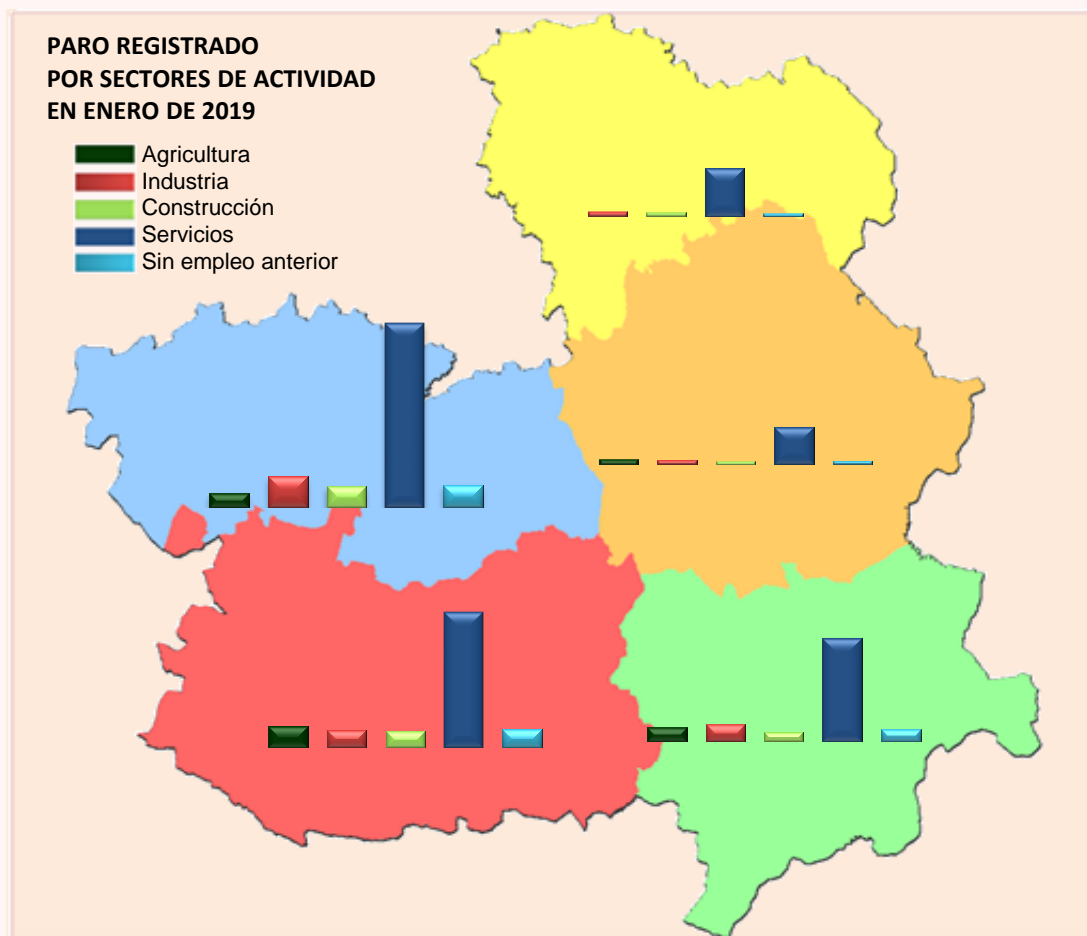 PARO REGISTRADO
POR SECTORES DE ACTIVIDAD
EN ENERO DE 2019
Agricultura
Industria
Construcción
Servicios
Sin empleo anterior